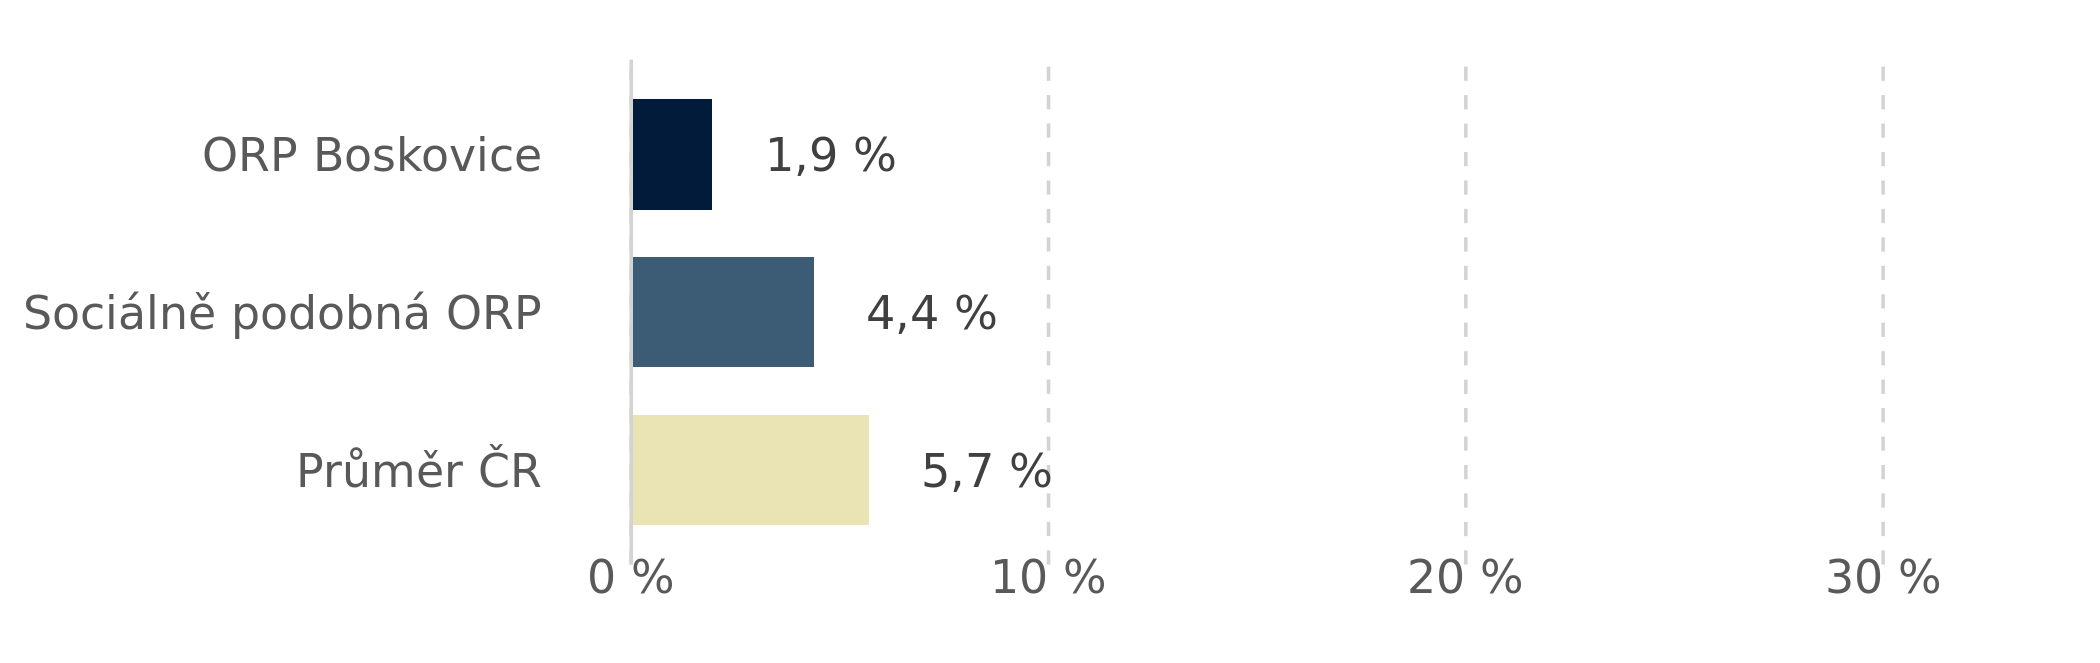 ORP Boskovice 1,9 %
Sociálně podobná ORP 4,4 %
Průměr ČR 5,7 %
0 % 10 % 20 % 30 %